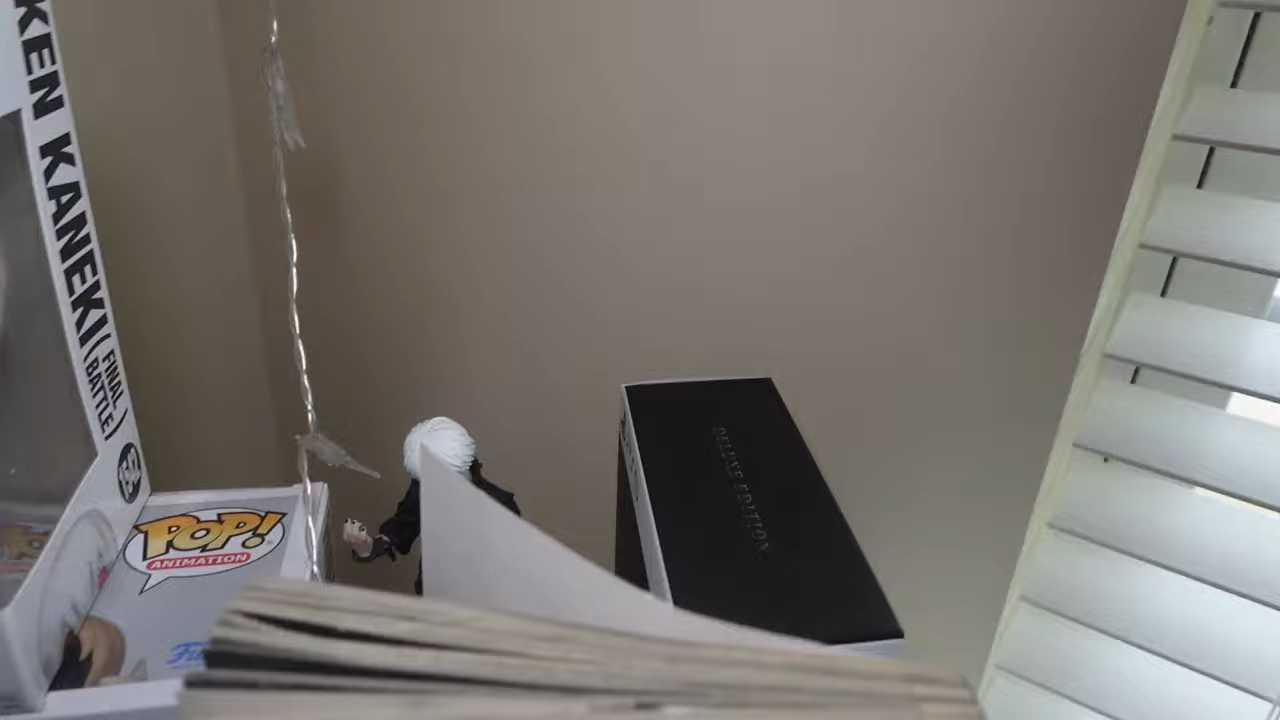 KEN KANEKI
(FINAL
BATTLE)
POP!
ANIMATION
DELUXE EDITION